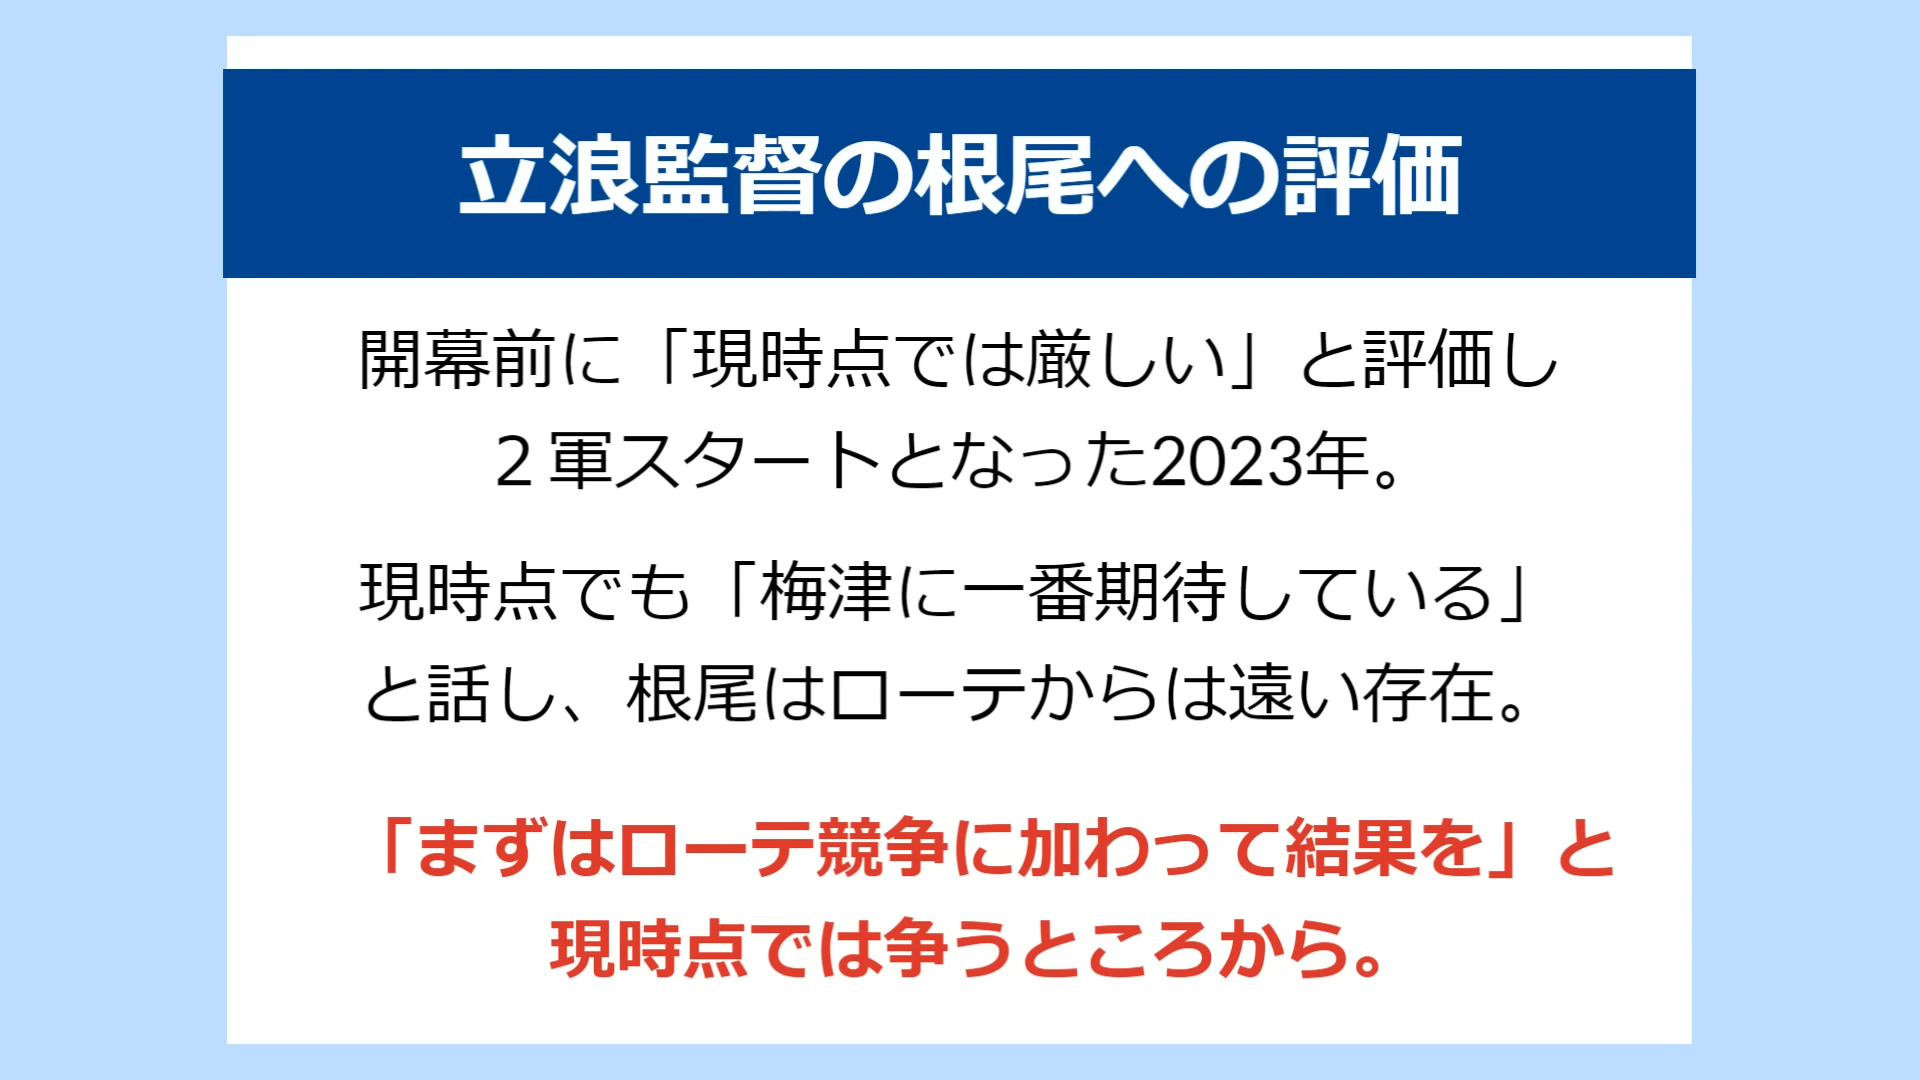 立浪監督の根尾への評価
開幕前に「現時点では厳しい」と評価し
２軍スタートとなった2023年。
現時点でも「梅津に一番期待している」
と話し、根尾はローテからは遠い存在。
「まずはローテ競争に加わって結果を」と
現時点では争うところから。